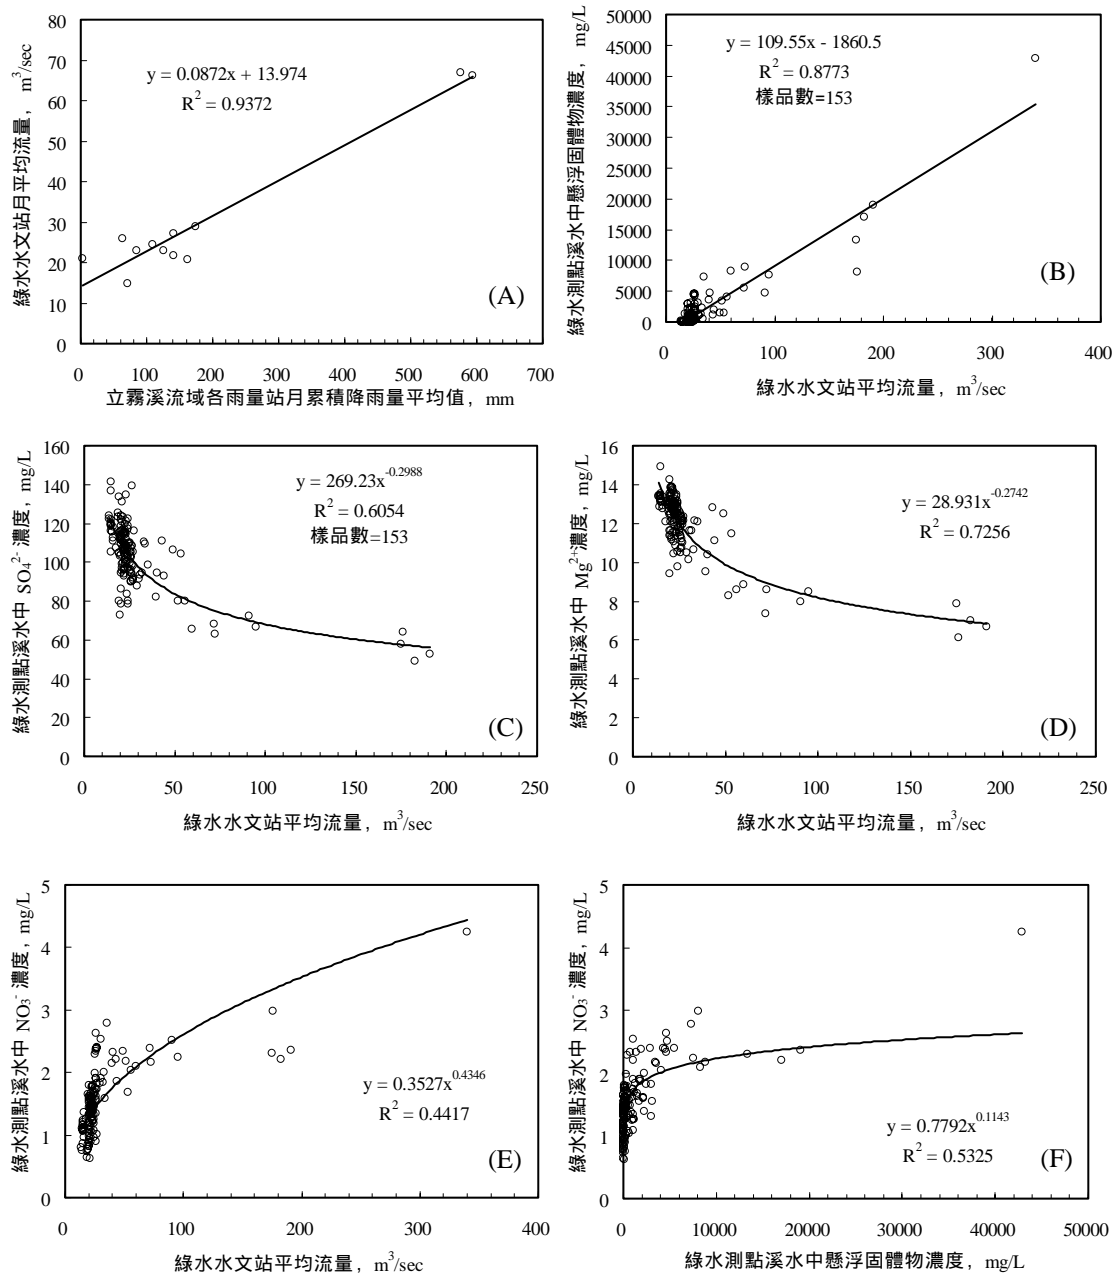 綠水水文站月平均流量，m³/sec
80
70
60
50
40
30
20
10
0
y = 0.0872x + 13.974
R² = 0.9372
(A)
0 100 200 300 400 500 600 700
立霧溪流域各雨量站月累積降雨量平均值，mm
綠水測點溪水中懸浮固體物濃度，mg/L
50000
45000
40000
35000
30000
25000
20000
15000
10000
5000
0
y = 109.55x - 1860.5
R² = 0.8773
樣品數=153
(B)
0 100 200 300 400
綠水水文站平均流量，m³/sec
綠水測點溪水中 SO₄²⁻ 濃度，mg/L
160
140
120
100
80
60
40
20
0
y = 269.23x^-0.2988
R² = 0.6054
樣品數=153
(C)
0 50 100 150 200 250
綠水水文站平均流量，m³/sec
綠水測點溪水中 Mg²⁺濃度，mg/L
16
14
12
10
8
6
4
2
0
y = 28.931x^-0.2742
R² = 0.7256
(D)
0 50 100 150 200 250
綠水水文站平均流量，m³/sec
綠水測點溪水中 NO₃⁻ 濃度，mg/L
5
4
3
2
1
0
y = 0.3527x^0.4346
R² = 0.4417
(E)
0 100 200 300 400
綠水水文站平均流量，m³/sec
綠水測點溪水中 NO₃⁻ 濃度，mg/L
5
4
3
2
1
0
y = 0.7792x^0.1143
R² = 0.5325
(F)
0 10000 20000 30000 40000 50000
綠水測點溪水中懸浮固體物濃度，mg/L